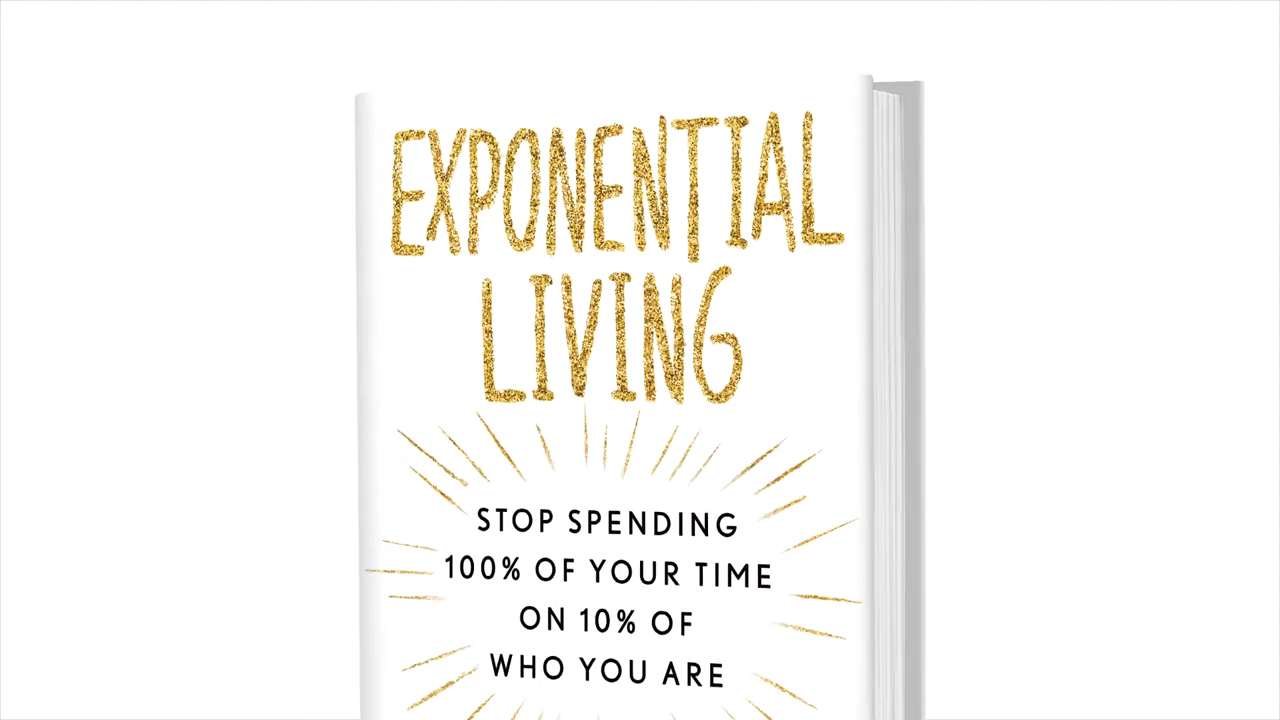 EXPONENTIAL
LIVING
STOP SPENDING
100% OF YOUR TIME
ON 10% OF
WHO YOU ARE